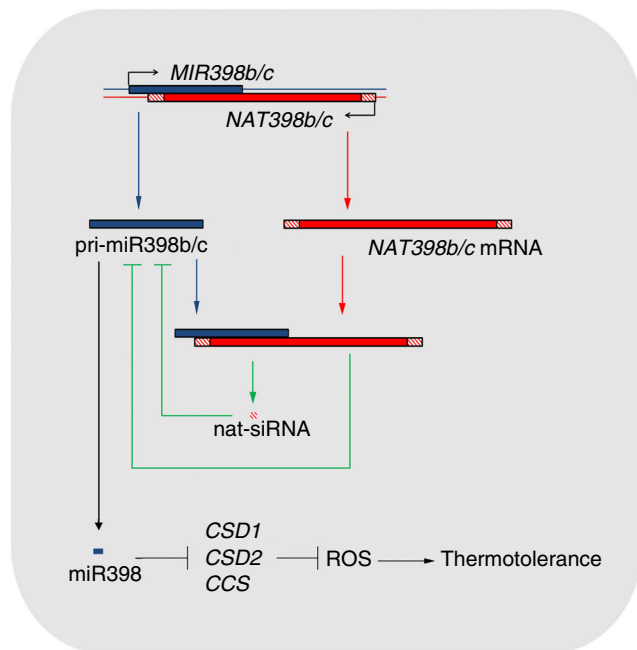 MIR398b/c
NAT398b/c
pri-miR398b/c
NAT398b/c mRNA
nat-siRNA
CSD1
CSD2
CCS
miR398
ROS
Thermotolerance